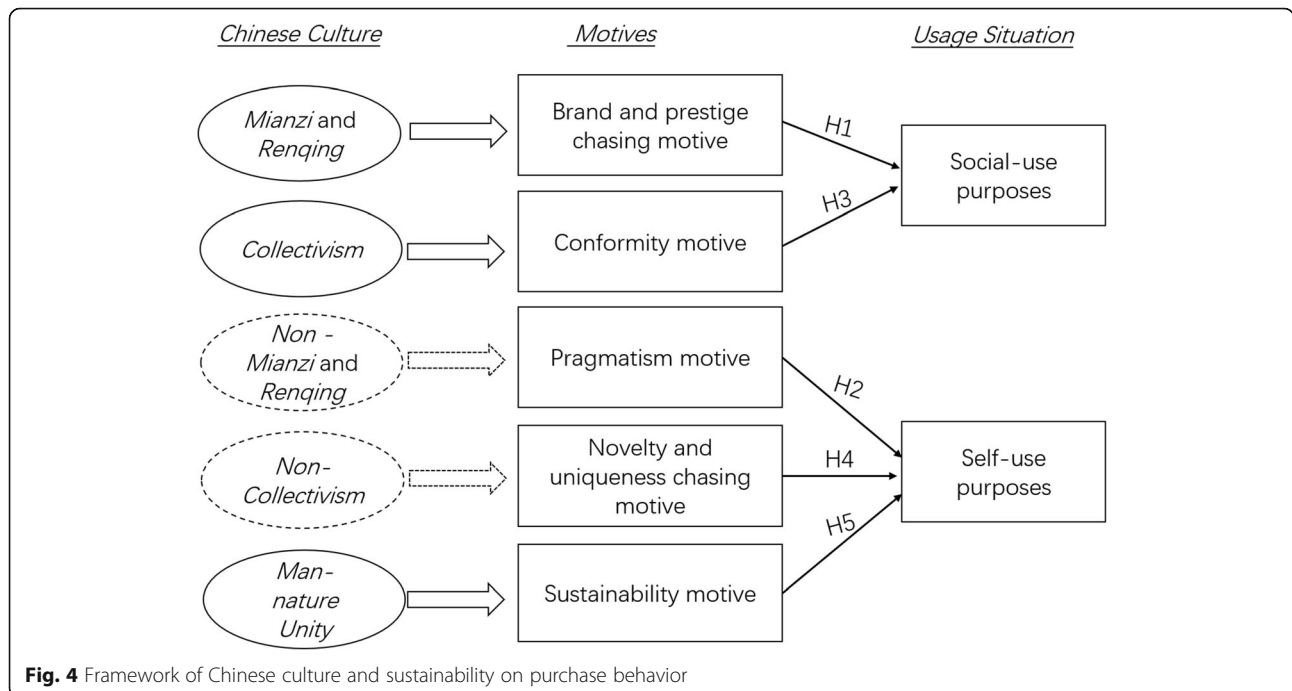 Chinese Culture
Motives
Usage Situation
Mianzi and
Renqing
Brand and prestige
chasing motive
H1
Social-use
purposes
H3
Collectivism
Conformity motive
Non -
Mianzi and
Renqing
Pragmatism motive
H2
Non-
Collectivism
Novelty and
uniqueness chasing
motive
H4
Self-use
purposes
H5
Man-
nature
Unity
Sustainability motive
Fig. 4 Framework of Chinese culture and sustainability on purchase behavior